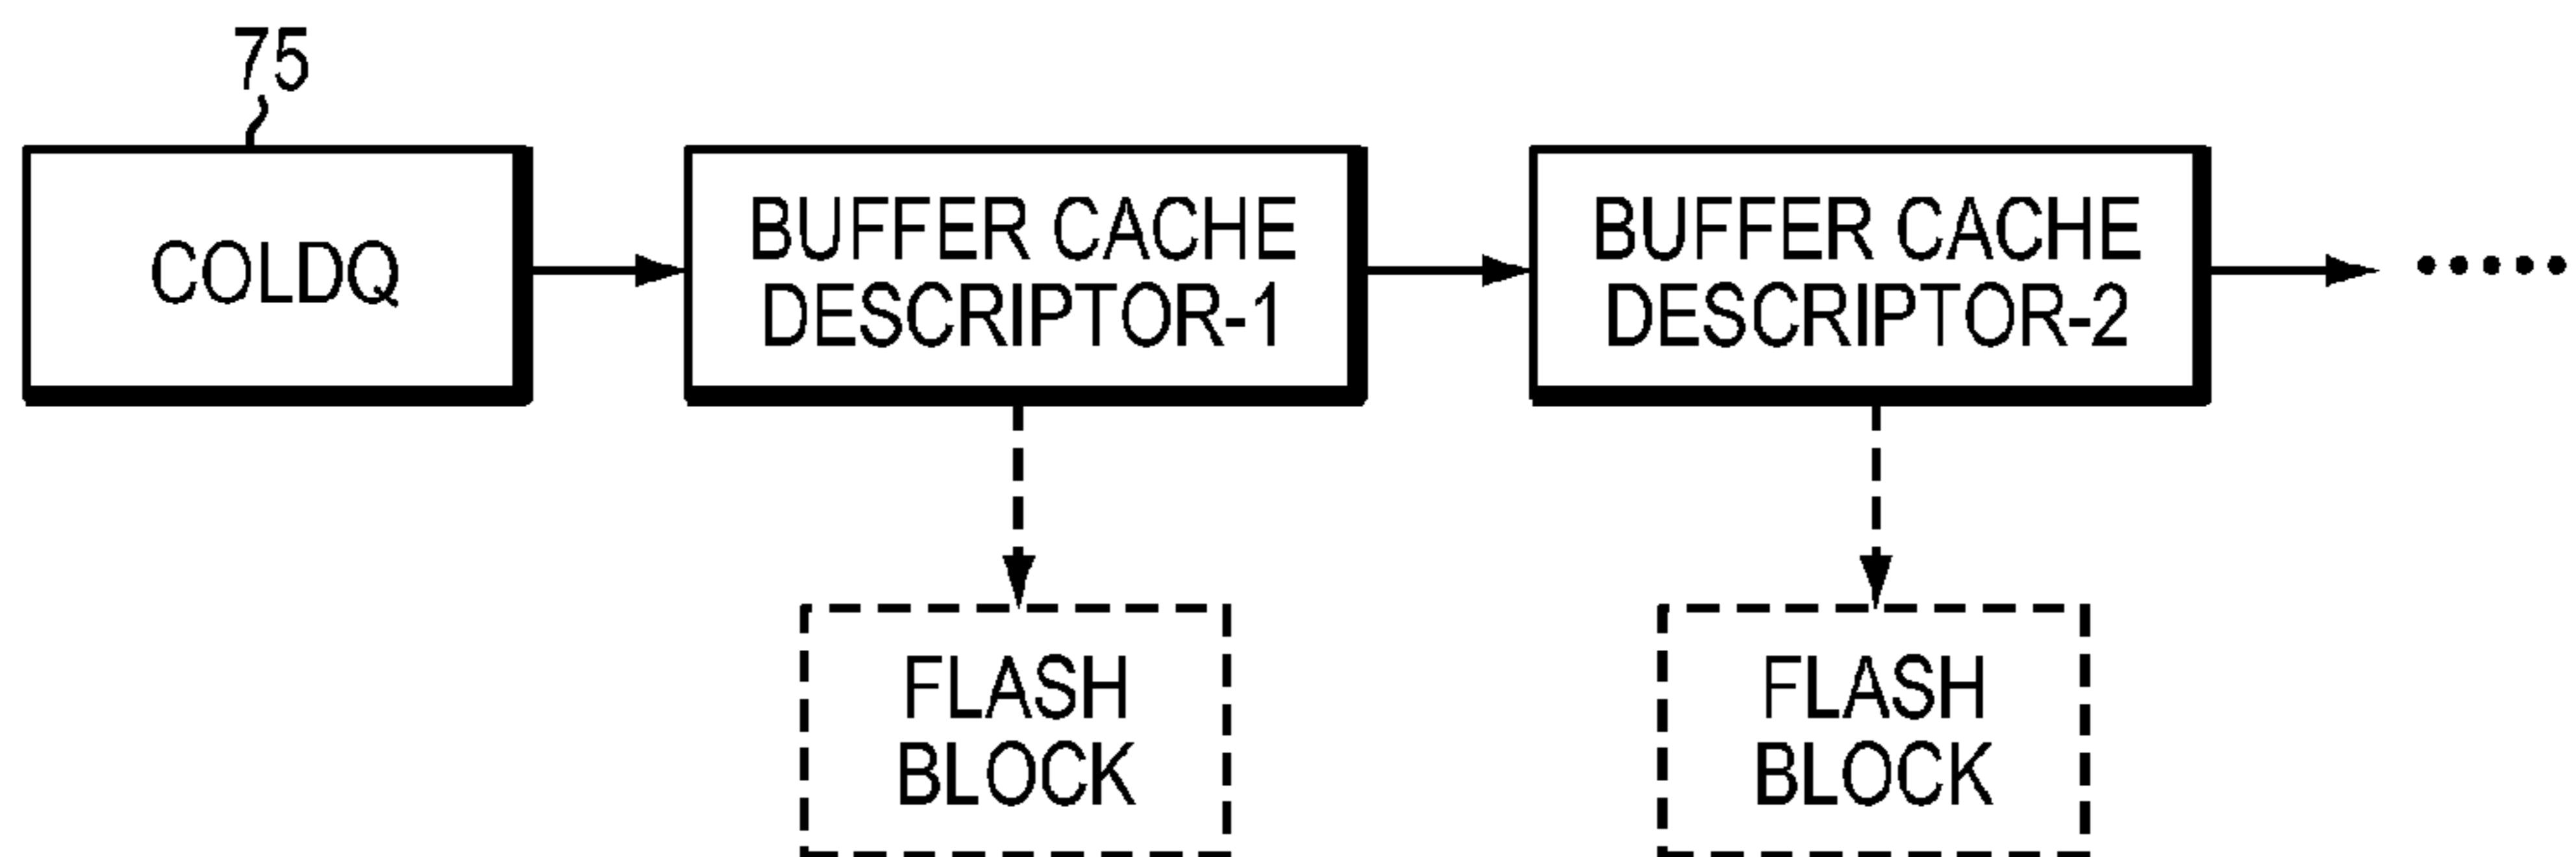 75
COLDQ
BUFFER CACHE
DESCRIPTOR-1
BUFFER CACHE
DESCRIPTOR-2
.....
FLASH
BLOCK
FLASH
BLOCK